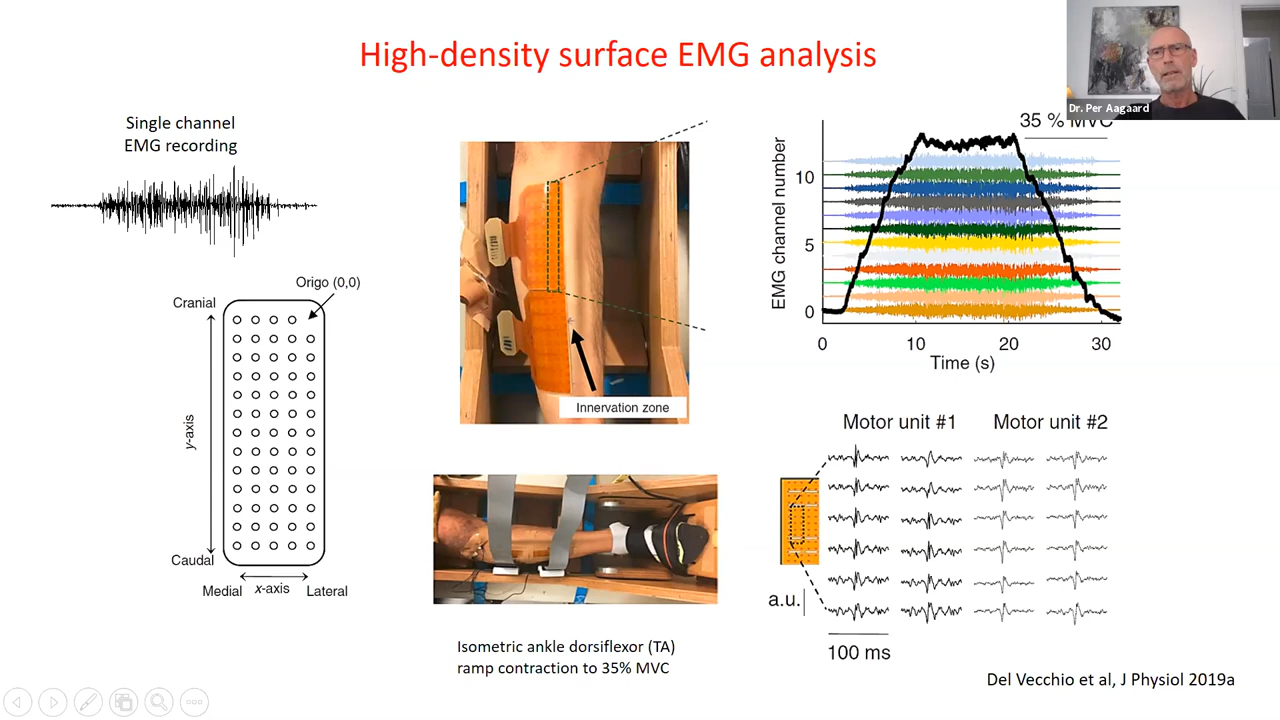 High-density surface EMG analysis
Dr. Per Aagaard
Single channel
EMG recording
Origo (0,0)
Cranial
y-axis
Caudal
Medial
x-axis
Lateral
Innervation zone
Isometric ankle dorsiflexor (TA)
ramp contraction to 35% MVC
35 % MVC
EMG channel number
10
5
0
0
10
20
30
Time (s)
Motor unit #1
Motor unit #2
a.u.
100 ms
Del Vecchio et al, J Physiol 2019a